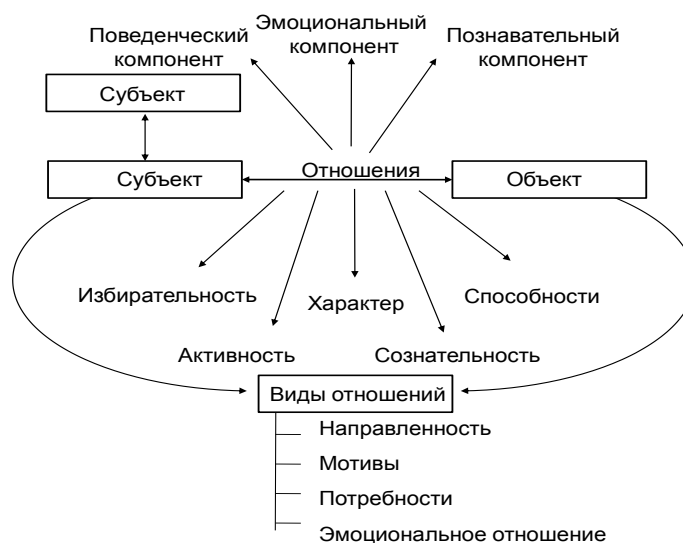 Поведенческий
компонент
Эмоциональный
компонент
Познавательный
компонент
Субъект
Субъект
Отношения
Объект
Избирательность
Характер
Способности
Активность
Сознательность
Виды отношений
Направленность
Мотивы
Потребности
Эмоциональное отношение